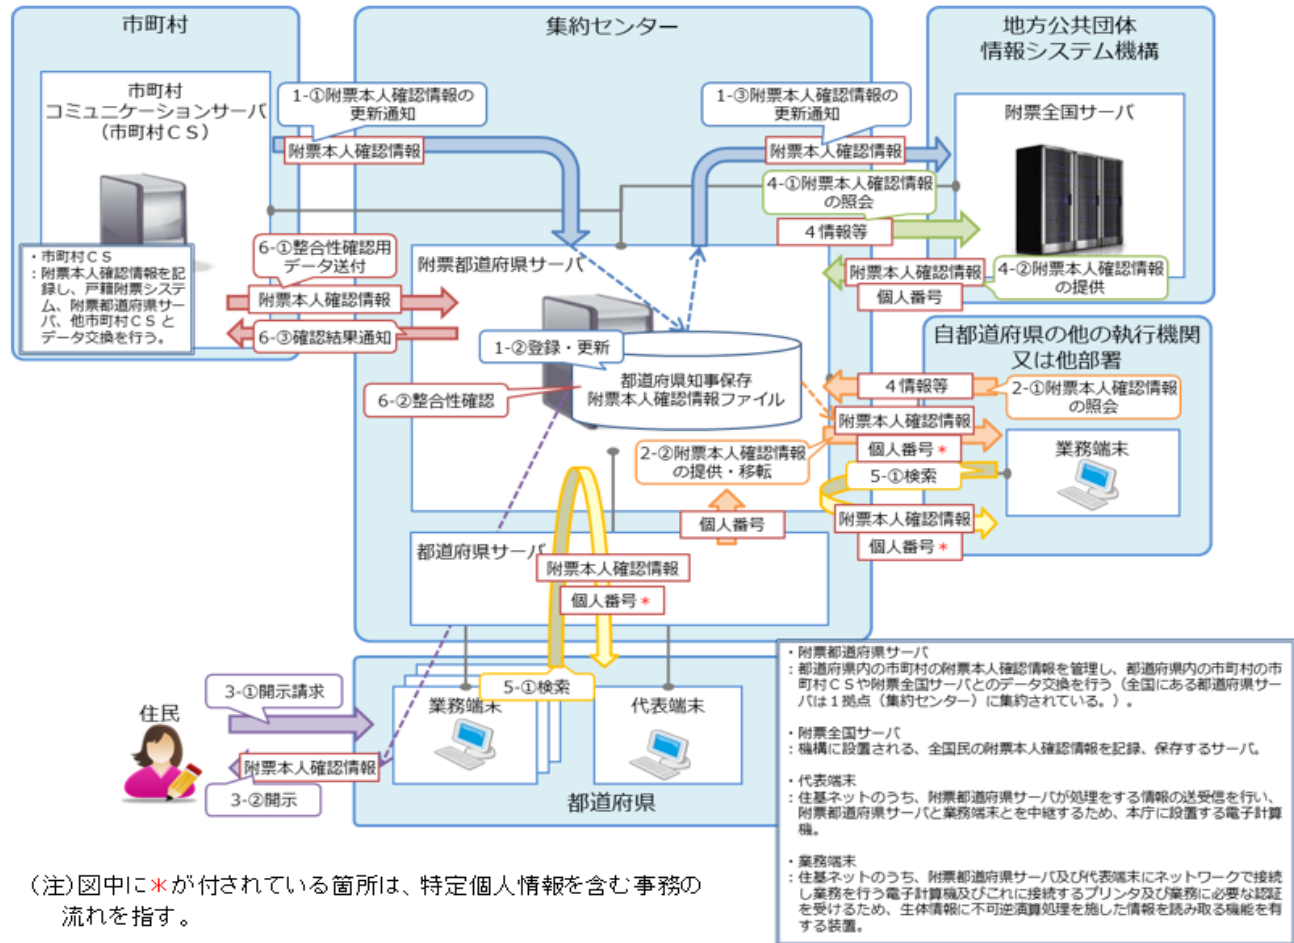 市町村
市町村
コミュニケーションサーバ
（市町村ＣＳ）
・市町村ＣＳ
：附票本人確認情報を記
録し、戸籍附票システ
ム、附票都道府県サー
バ、他市町村ＣＳと
データ交換を行う。
集約センター
1-①附票本人確認情報の
更新通知
附票本人確認情報
1-③附票本人確認情報の
更新通知
附票本人確認情報
地方公共団体
情報システム機構
附票全国サーバ
4-①附票本人確認情報
の照会
４情報等
附票本人確認情報
個人番号
4-②附票本人確認情報
の提供
6-①整合性確認用
データ送付
附票本人確認情報
6-③確認結果通知
附票都道府県サーバ
1-②登録・更新
都道府県知事保存
附票本人確認情報ファイル
6-②整合性確認
自都道府県の他の執行機関
又は他部署
４情報等
2-①附票本人確認情報
の照会
附票本人確認情報
個人番号＊
2-②附票本人確認情報
の提供・移転
業務端末
5-①検索
附票本人確認情報
個人番号＊
個人番号
都道府県サーバ
附票本人確認情報
個人番号＊
5-①検索
業務端末
代表端末
都道府県
住民
3-①開示請求
附票本人確認情報
3-②開示
・附票都道府県サーバ
：都道府県内の市町村の附票本人確認情報を管理し、都道府県内の市町村の市
町村ＣＳや附票全国サーバとのデータ交換を行う（全国にある都道府県サー
バは１拠点（集約センター）に集約されている。）。
・附票全国サーバ
：機構に設置される、全国民の附票本人確認情報を記録、保存するサーバ。
・代表端末
：住基ネットのうち、附票都道府県サーバが処理をする情報の送受信を行い、
附票都道府県サーバと業務端末とを中継するため、本庁に設置する電子計算
機。
・業務端末
：住基ネットのうち、附票都道府県サーバ及び代表端末にネットワークで接続
し業務を行う電子計算機及びこれに接続するプリンタ及び業務に必要な認証
を受けるため、生体情報に不可逆演算処理を施した情報を読み取る機能を有
する装置。
（注）図中に＊が付されている箇所は、特定個人情報を含む事務の
流れを指す。